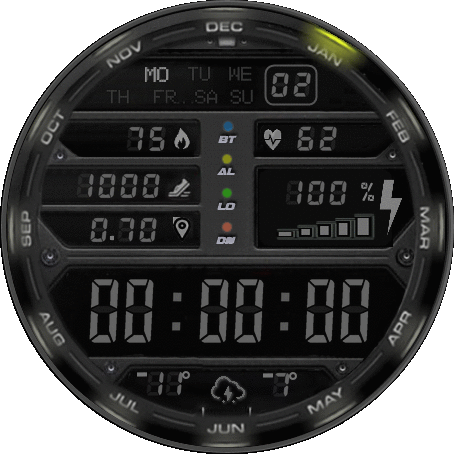 DEC
NOV
JAN
MO TU WE
02
TH FR SA SU
OCT
FEB
75
BT
62
AL
1000
LO
100 %
0.70
DN
SEP
MAR
00:00:00
AUG
APR
-11°
-7°
JUL
MAY
JUN